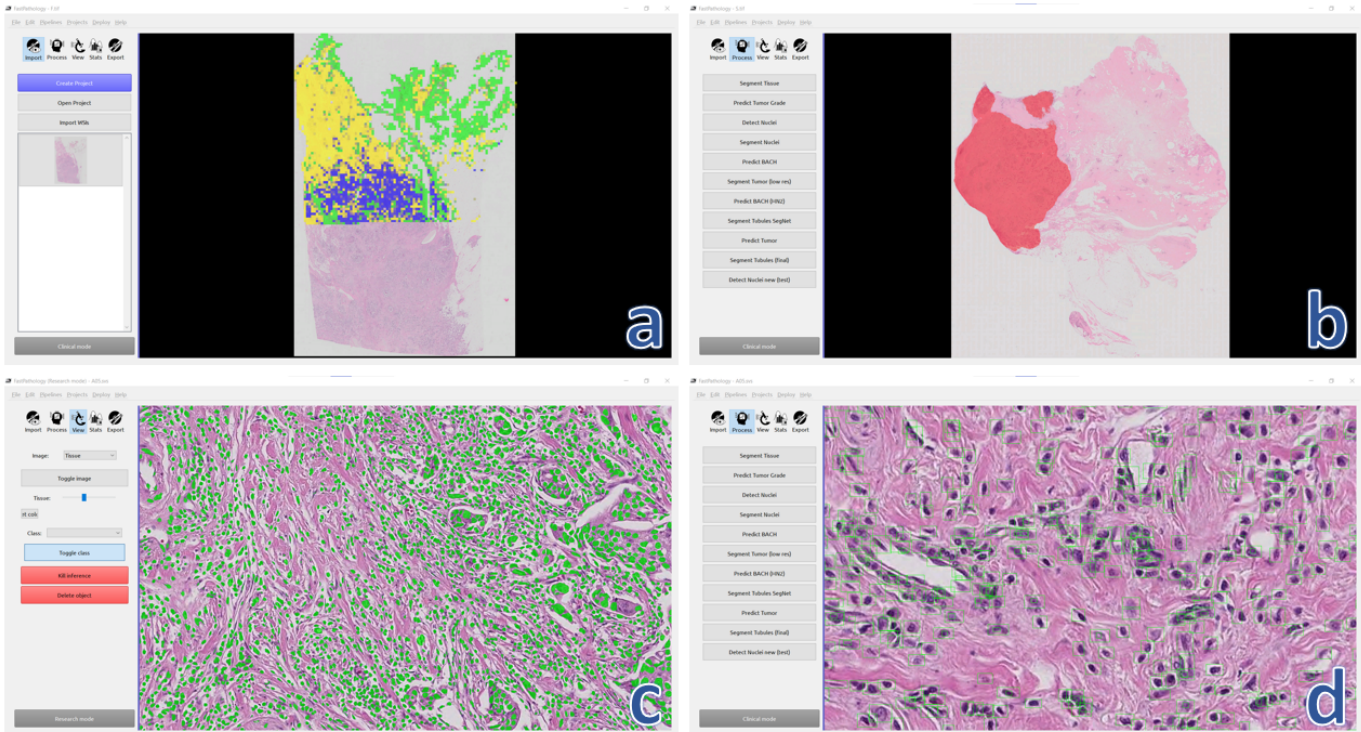 FastPathology - F.AF
File Edit Pipelines Projects Deploy Help
Import Process View Stats Export
Create Project
Open Project
Import WSIs
Clinical mode
a
FastPathology - S.AF
File Edit Pipelines Projects Deploy Help
Import Process View Stats Export
Segment Tissue
Predict Tumor Grade
Detect Nuclei
Segment Nuclei
Predict BACH
Segment Tumor (low res)
Predict BACH (HN2)
Segment Tubules SegNet
Predict Tumor
Segment Tubules (final)
Detect Nuclei new (test)
Clinical mode
b
FastPathology (Research mode) - A05.svs
File Edit Pipelines Projects Deploy Help
Import Process View Stats Export
Image: Tissue
Toggle image
Tissue:
et colo
Class:
Toggle class
Kill inference
Delete object
Research mode
c
FastPathology - A05.svs
File Edit Pipelines Projects Deploy Help
Import Process View Stats Export
Segment Tissue
Predict Tumor Grade
Detect Nuclei
Segment Nuclei
Predict BACH
Segment Tumor (low res)
Predict BACH (HN2)
Segment Tubules SegNet
Predict Tumor
Segment Tubules (final)
Detect Nuclei new (test)
Clinical mode
d